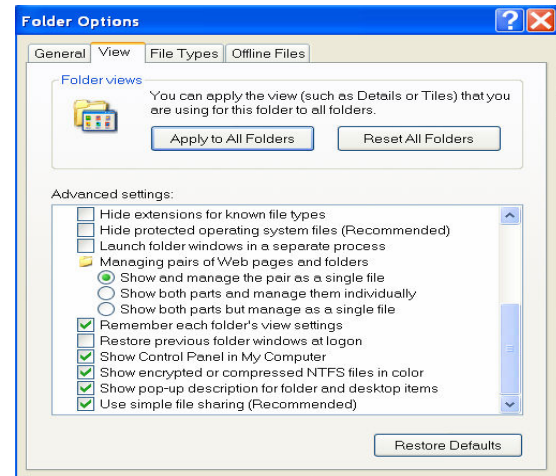 Folder Options
General View File Types Offline Files
Folder views
You can apply the view (such as Details or Tiles) that you
are using for this folder to all folders.
Apply to All Folders Reset All Folders
Advanced settings:
Hide extensions for known file types
Hide protected operating system files (Recommended)
Launch folder windows in a separate process
Managing pairs of Web pages and folders
Show and manage the pair as a single file
Show both parts and manage them individually
Show both parts but manage as a single file
Remember each folder's view settings
Restore previous folder windows at logon
Show Control Panel in My Computer
Show encrypted or compressed NTFS files in color
Show pop-up description for folder and desktop items
Use simple file sharing (Recommended)
Restore Defaults